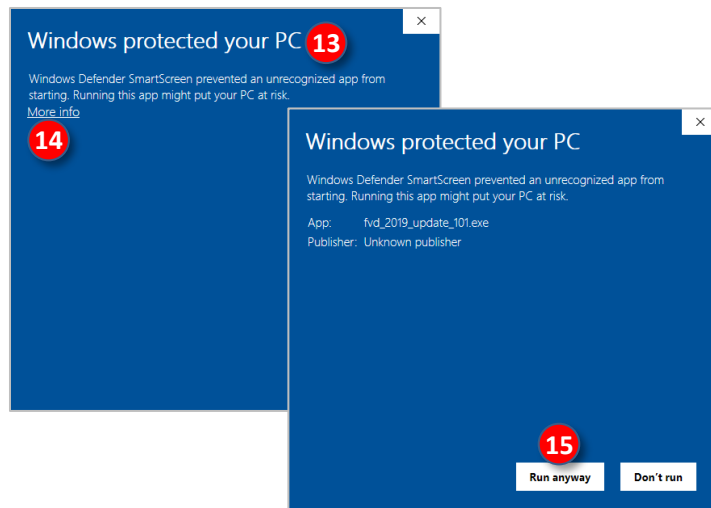 Windows protected your PC 13
Windows Defender SmartScreen prevented an unrecognized app from
starting. Running this app might put your PC at risk.
More info
14
Windows protected your PC
Windows Defender SmartScreen prevented an unrecognized app from
starting. Running this app might put your PC at risk.
App: fvd_2019_update_101.exe
Publisher: Unknown publisher
15
Run anyway Don't run